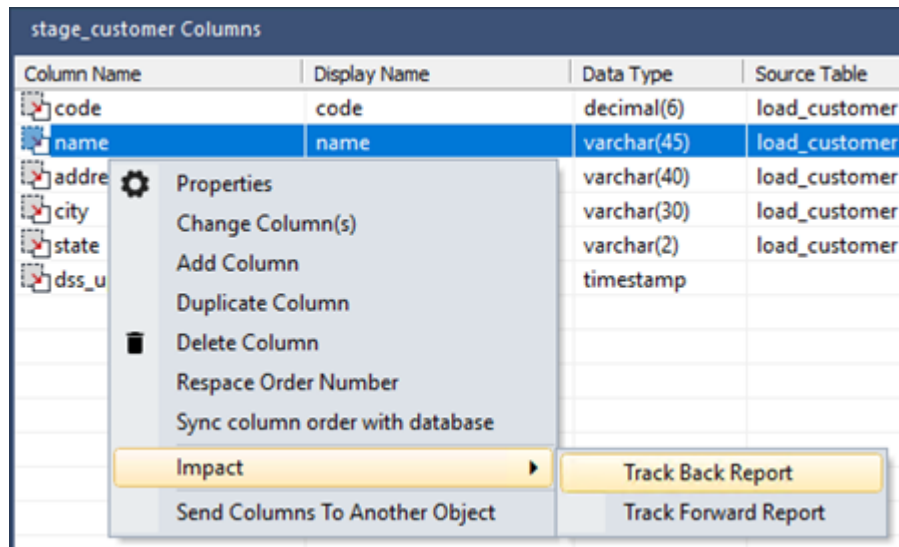 stage_customer Columns
Column Name Display Name Data Type Source Table
code code decimal(6) load_customer
name name varchar(45) load_customer
addre varchar(40) load_customer
city varchar(30) load_customer
state varchar(2) load_customer
dss_u timestamp
Properties
Change Column(s)
Add Column
Duplicate Column
Delete Column
Respace Order Number
Sync column order with database
Impact
Send Columns To Another Object
Track Back Report
Track Forward Report